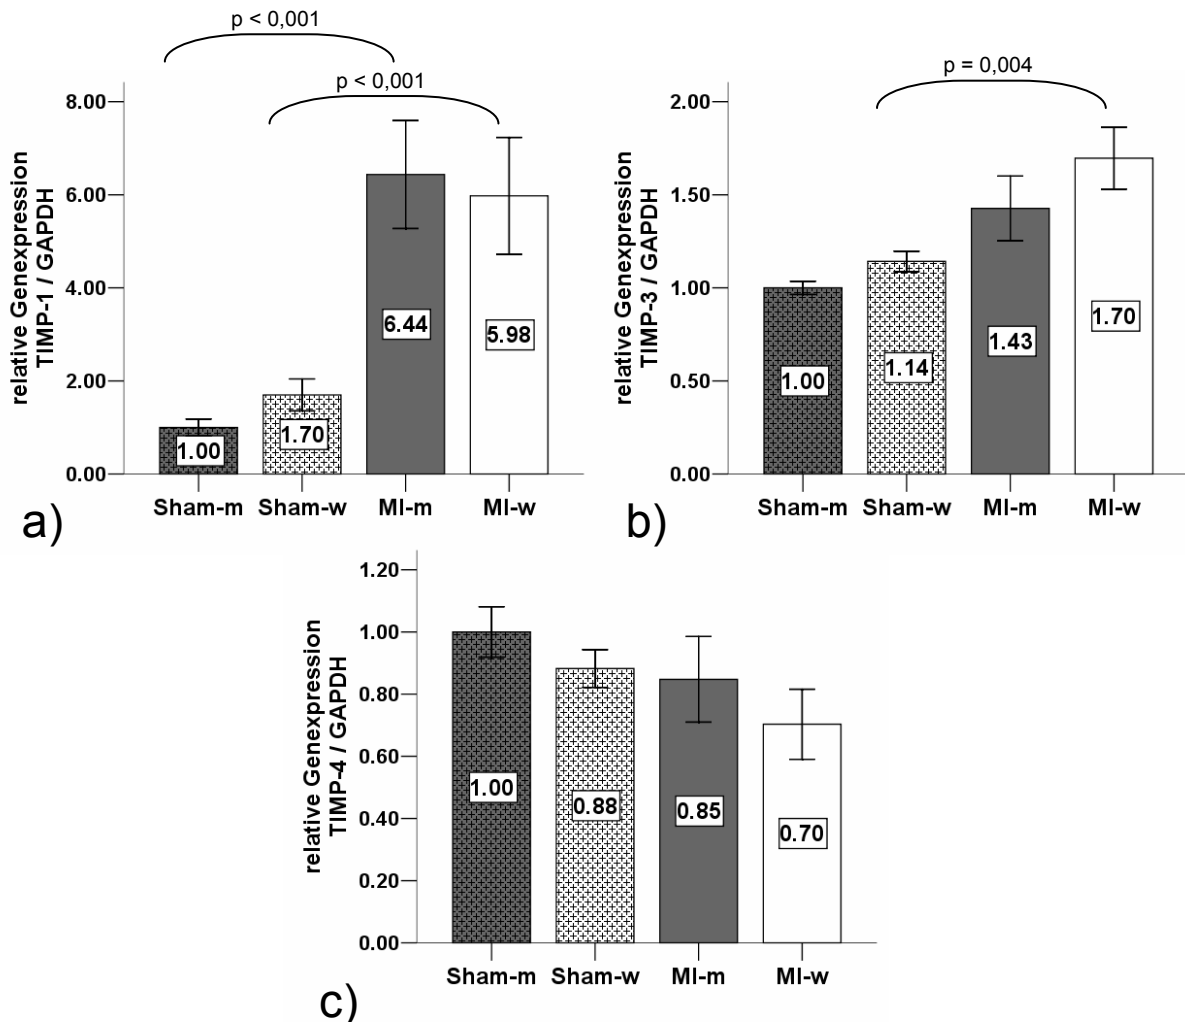 p < 0,001
p < 0,001
relative Genexpression
TIMP-1 / GAPDH
8.00
6.00
4.00
2.00
0.00
1.00
1.70
6.44
5.98
Sham-m
Sham-w
MI-m
MI-w
a)
p = 0,004
relative Genexpression
TIMP-3 / GAPDH
2.00
1.50
1.00
0.50
0.00
1.00
1.14
1.43
1.70
Sham-m
Sham-w
MI-m
MI-w
b)
relative Genexpression
TIMP-4 / GAPDH
1.20
1.00
0.80
0.60
0.40
0.20
0.00
1.00
0.88
0.85
0.70
Sham-m
Sham-w
MI-m
MI-w
c)